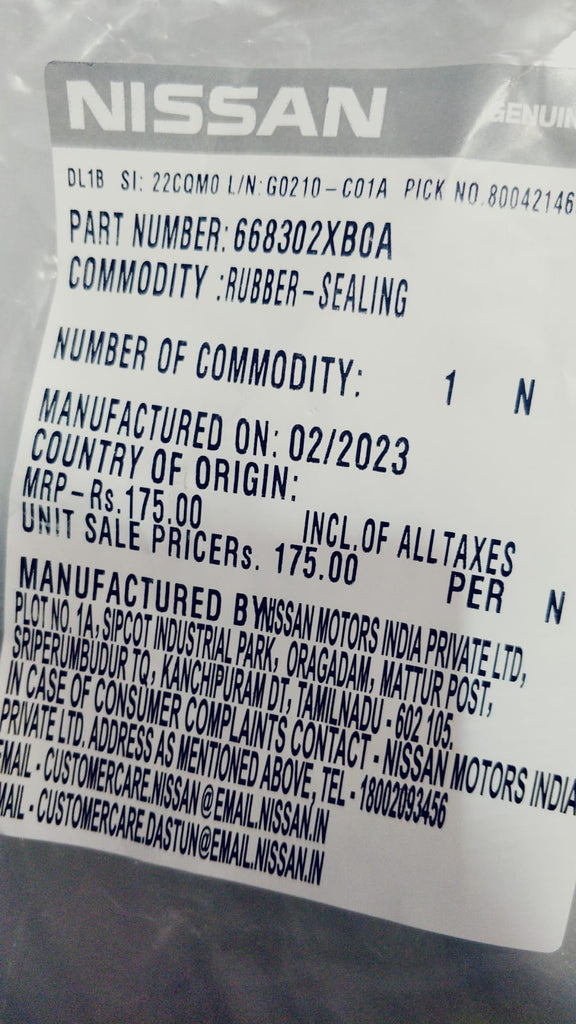 NISSAN GENUIN
DL1B SI: 22CQM0 L/N:G0210-C01A PICK NO.80042146
PART NUMBER: 668302XB0A
COMMODITY :RUBBER-SEALING
NUMBER OF COMMODITY: 1 N
MANUFACTURED ON: 02/2023
COUNTRY OF ORIGIN:
MRP-Rs.175.00 INCL.OF ALLTAXES
UNIT SALE PRICERs. 175.00 PER N
MANUFACTURED BYNISSAN MOTORS INDIA PRIVATE LTD,
PLOT NO. 1A, SIPCOT INDUSTRIAL PARK, ORAGADAM, MATTUR POST,
SRIPERUMBUDUR TQ, KANCHIPURAM DT, TAMILNADU - 602 105.
IN CASE OF CONSUMER COMPLAINTS CONTACT - NISSAN MOTORS INDIA
PRIVATE LTD. ADDRESS AS MENTIONED ABOVE, TEL - 18002093456
EMAIL - CUSTOMERCARE.NISSAN@EMAIL.NISSAN.IN
MAIL - CUSTOMERCARE.DASTUN@EMAIL.NISSAN.IN